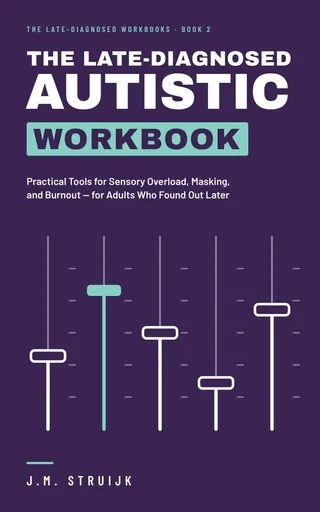 THE LATE-DIAGNOSED WORKBOOKS · BOOK 2
THE LATE-DIAGNOSED
AUTISTIC
WORKBOOK
Practical Tools for Sensory Overload, Masking,
and Burnout — for Adults Who Found Out Later
J.M. STRUIJK